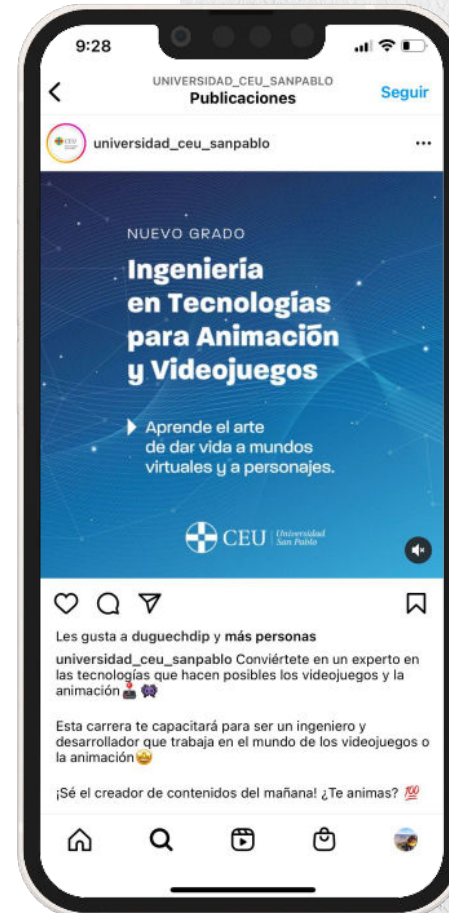 9:28
UNIVERSIDAD_CEU_SANPABLO
Publicaciones
Seguir
CEU
universidad_ceu_sanpablo
NUEVO GRADO
Ingeniería
en Tecnologías
para Animación
y Videojuegos
Aprende el arte
de dar vida a mundos
virtuales y a personajes.
CEU Universidad
San Pablo
Les gusta a duguechdip y más personas
universidad_ceu_sanpablo Conviértete en un experto en
las tecnologías que hacen posibles los videojuegos y la
animación🕹️👾
Esta carrera te capacitará para ser un ingeniero y
desarrollador que trabaja en el mundo de los videojuegos o
la animación🤩
¡Sé el creador de contenidos del mañana! ¿Te animas? 💯